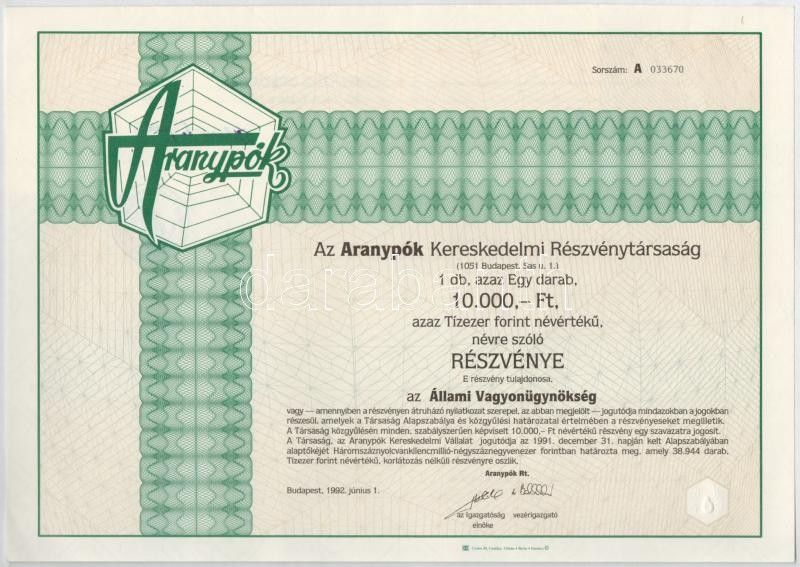 Sorszám: A 033670
Aranypók
Az Aranypók Kereskedelmi Részvénytársaság
(1051 Budapest. Sas u. 1.)
1 db, azaz Egy darab,
10.000,– Ft,
azaz Tízezer forint névértékű,
névre szóló
RÉSZVÉNYE
E részvény tulajdonosa,
az Állami Vagyonügynökség
vagy — amennyiben a részvényen átruházó nyilatkozat szerepel, az abban megjelölt — jogutódja mindazokban a jogokban
részesül, amelyek a Társaság Alapszabálya és közgyűlési határozatai értelmében a részvényeseket megilletik.
A Társaság közgyűlésén minden, szabályszerűen képviselt 10.000,– Ft névértékű részvény egy szavazatra jogosít.
A Társaság, az Aranypók Kereskedelmi Vállalat jogutódja az 1991. december 31. napján kelt Alapszabályában
alaptőkéjét Háromszáznyolcvankilencmillió-négyszáznegyvenezer forintban határozta meg, amely 38.944 darab.
Tízezer forint névértékű, korlátozás nélküli részvényre oszlik.
Aranypók Rt.
Budapest, 1992. június 1.
az igazgatóság vezérigazgató
elnöke